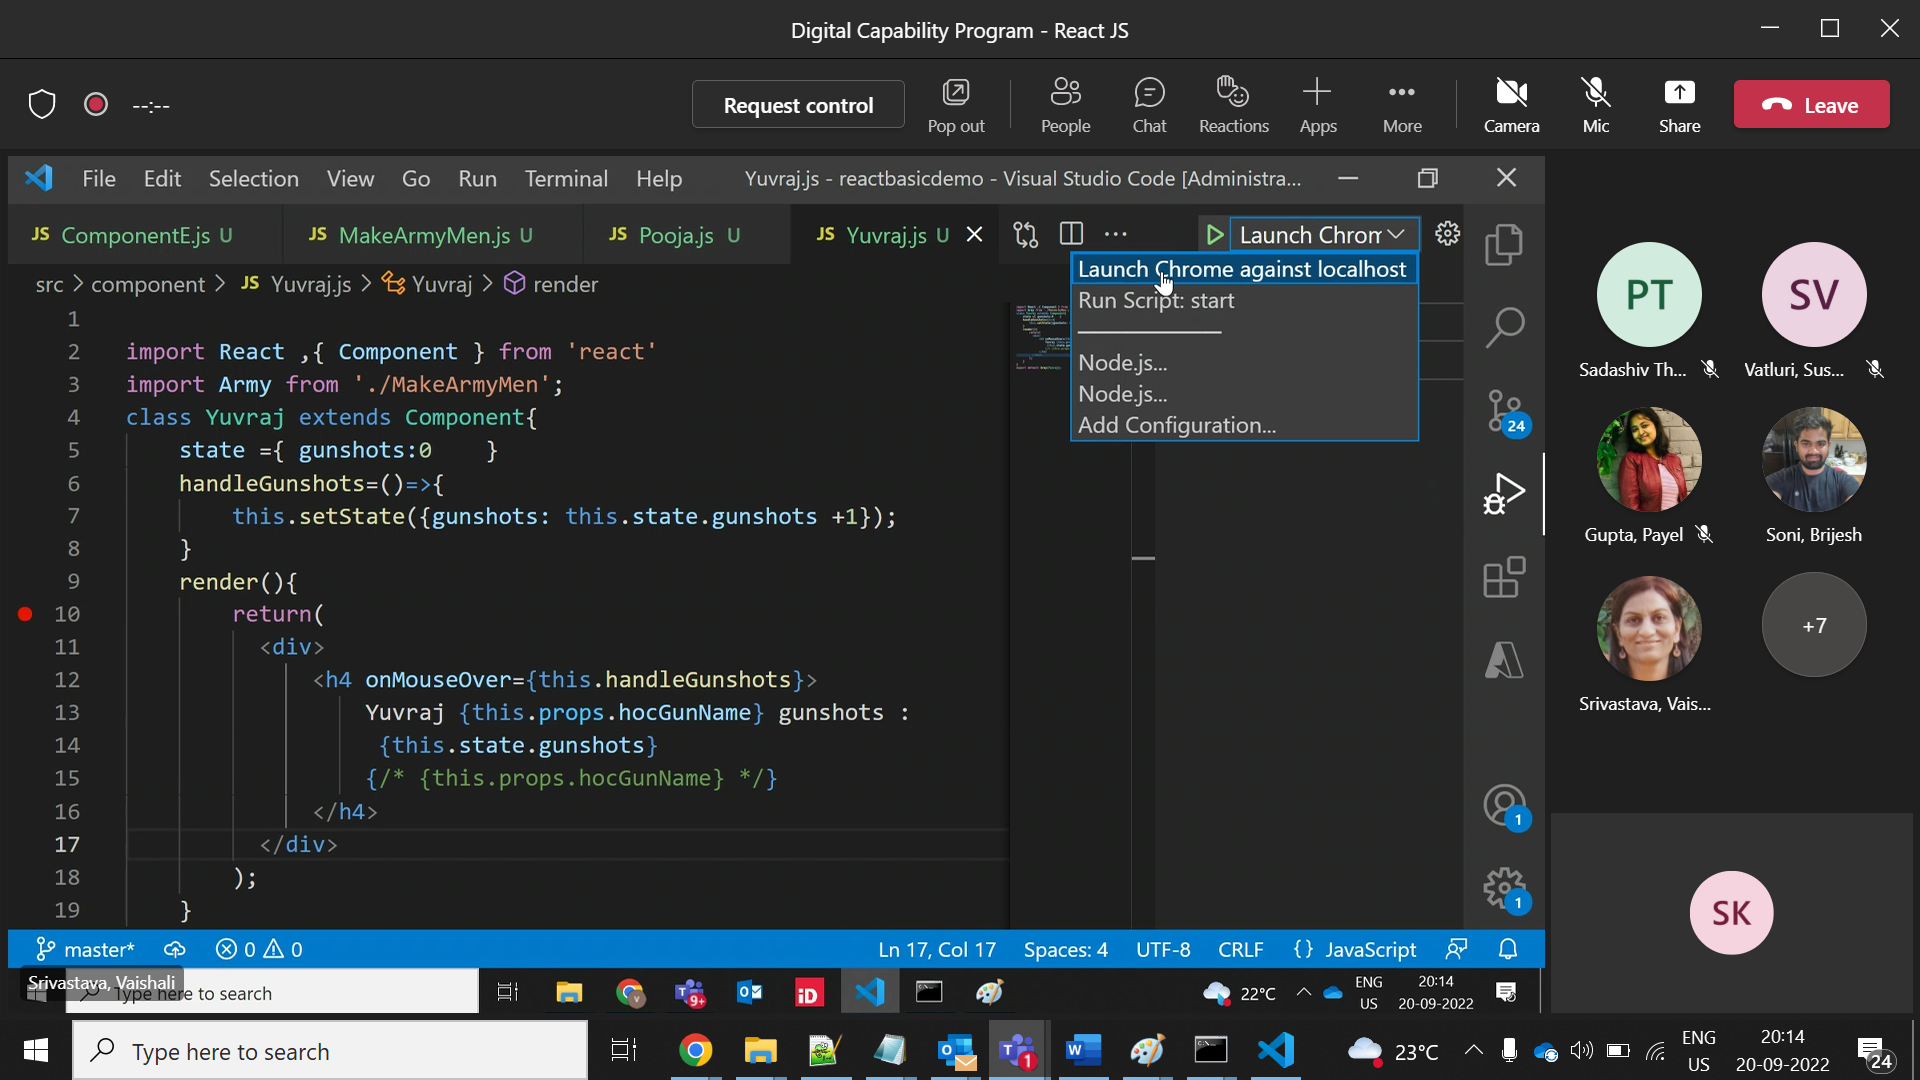 Digital Capability Program - React JS
--:--
Request control
Pop out
People
Chat
Reactions
Apps
More
Camera
Mic
Share
Leave
File Edit Selection View Go Run Terminal Help
Yuvraj.js - reactbasicdemo - Visual Studio Code [Administra...
JS ComponentE.js U
JS MakeArmyMen.js U
JS Pooja.js U
JS Yuvraj.js U
Launch Chrom
src > component > JS Yuvraj.js > Yuvraj > render
Launch Chrome against localhost
Run Script: start
Node.js...
Node.js...
Add Configuration...
1
2 import React ,{ Component } from 'react'
3 import Army from './MakeArmyMen';
4 class Yuvraj extends Component{
5 state ={ gunshots:0 }
6 handleGunshots=()=>{
7 this.setState({gunshots: this.state.gunshots +1});
8 }
9 render(){
10 return(
11 <div>
12 <h4 onMouseOver={this.handleGunshots}>
13 Yuvraj {this.props.hocGunName} gunshots :
14 {this.state.gunshots}
15 {/* {this.props.hocGunName} */}
16 </h4>
17 </div>
18 );
19 }
24
1
1
PT
Sadashiv Th...
SV
Vatluri, Sus...
Gupta, Payel
Soni, Brijesh
Srivastava, Vais...
+7
SK
master* 0 0
Ln 17, Col 17 Spaces: 4 UTF-8 CRLF {} JavaScript
Srivastava, Vaishali
Type here to search
9+
iD
22°C
ENG
US
20:14
20-09-2022
Type here to search
1
23°C
ENG
US
20:14
20-09-2022
24